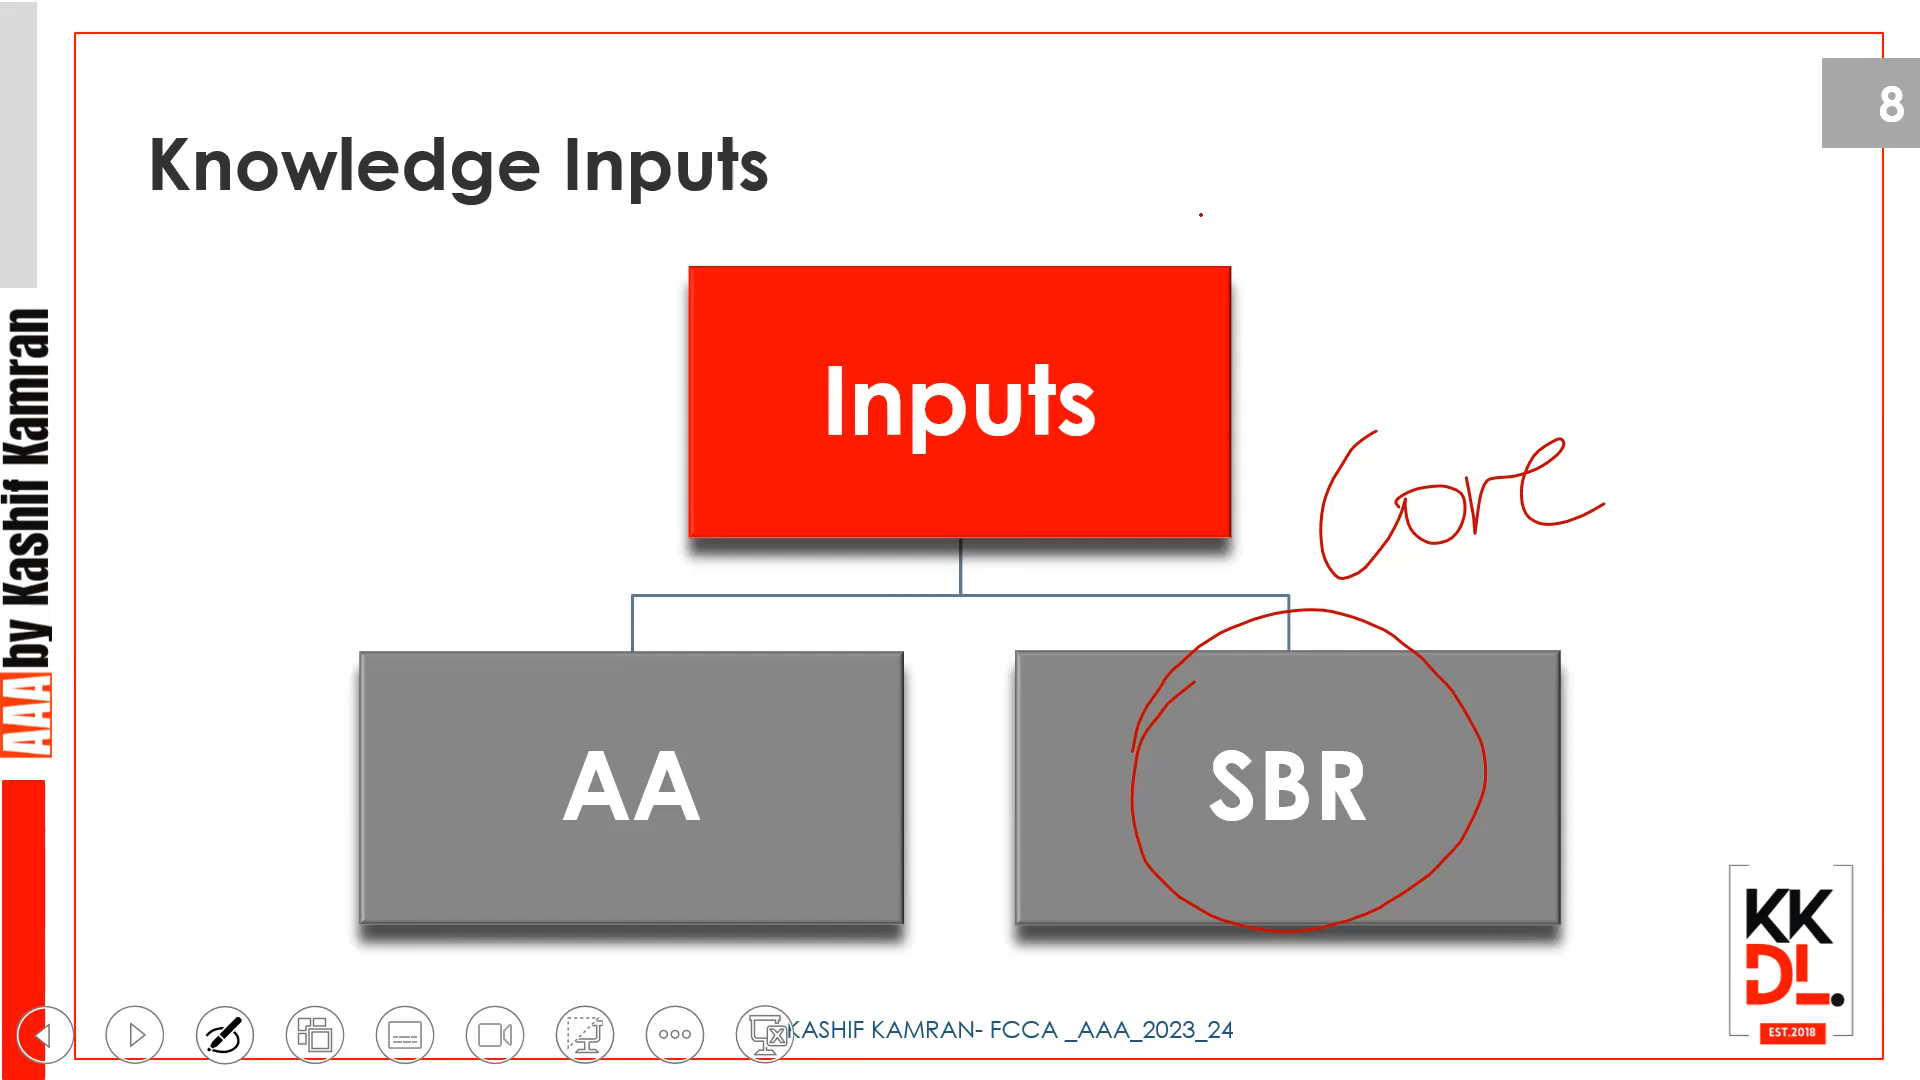 8
Knowledge Inputs
Inputs
Core
AA
SBR
AAA by Kashif Kamran
KK
DL.
EST.2018
KASHIF KAMRAN- FCCA _AAA_2023_24